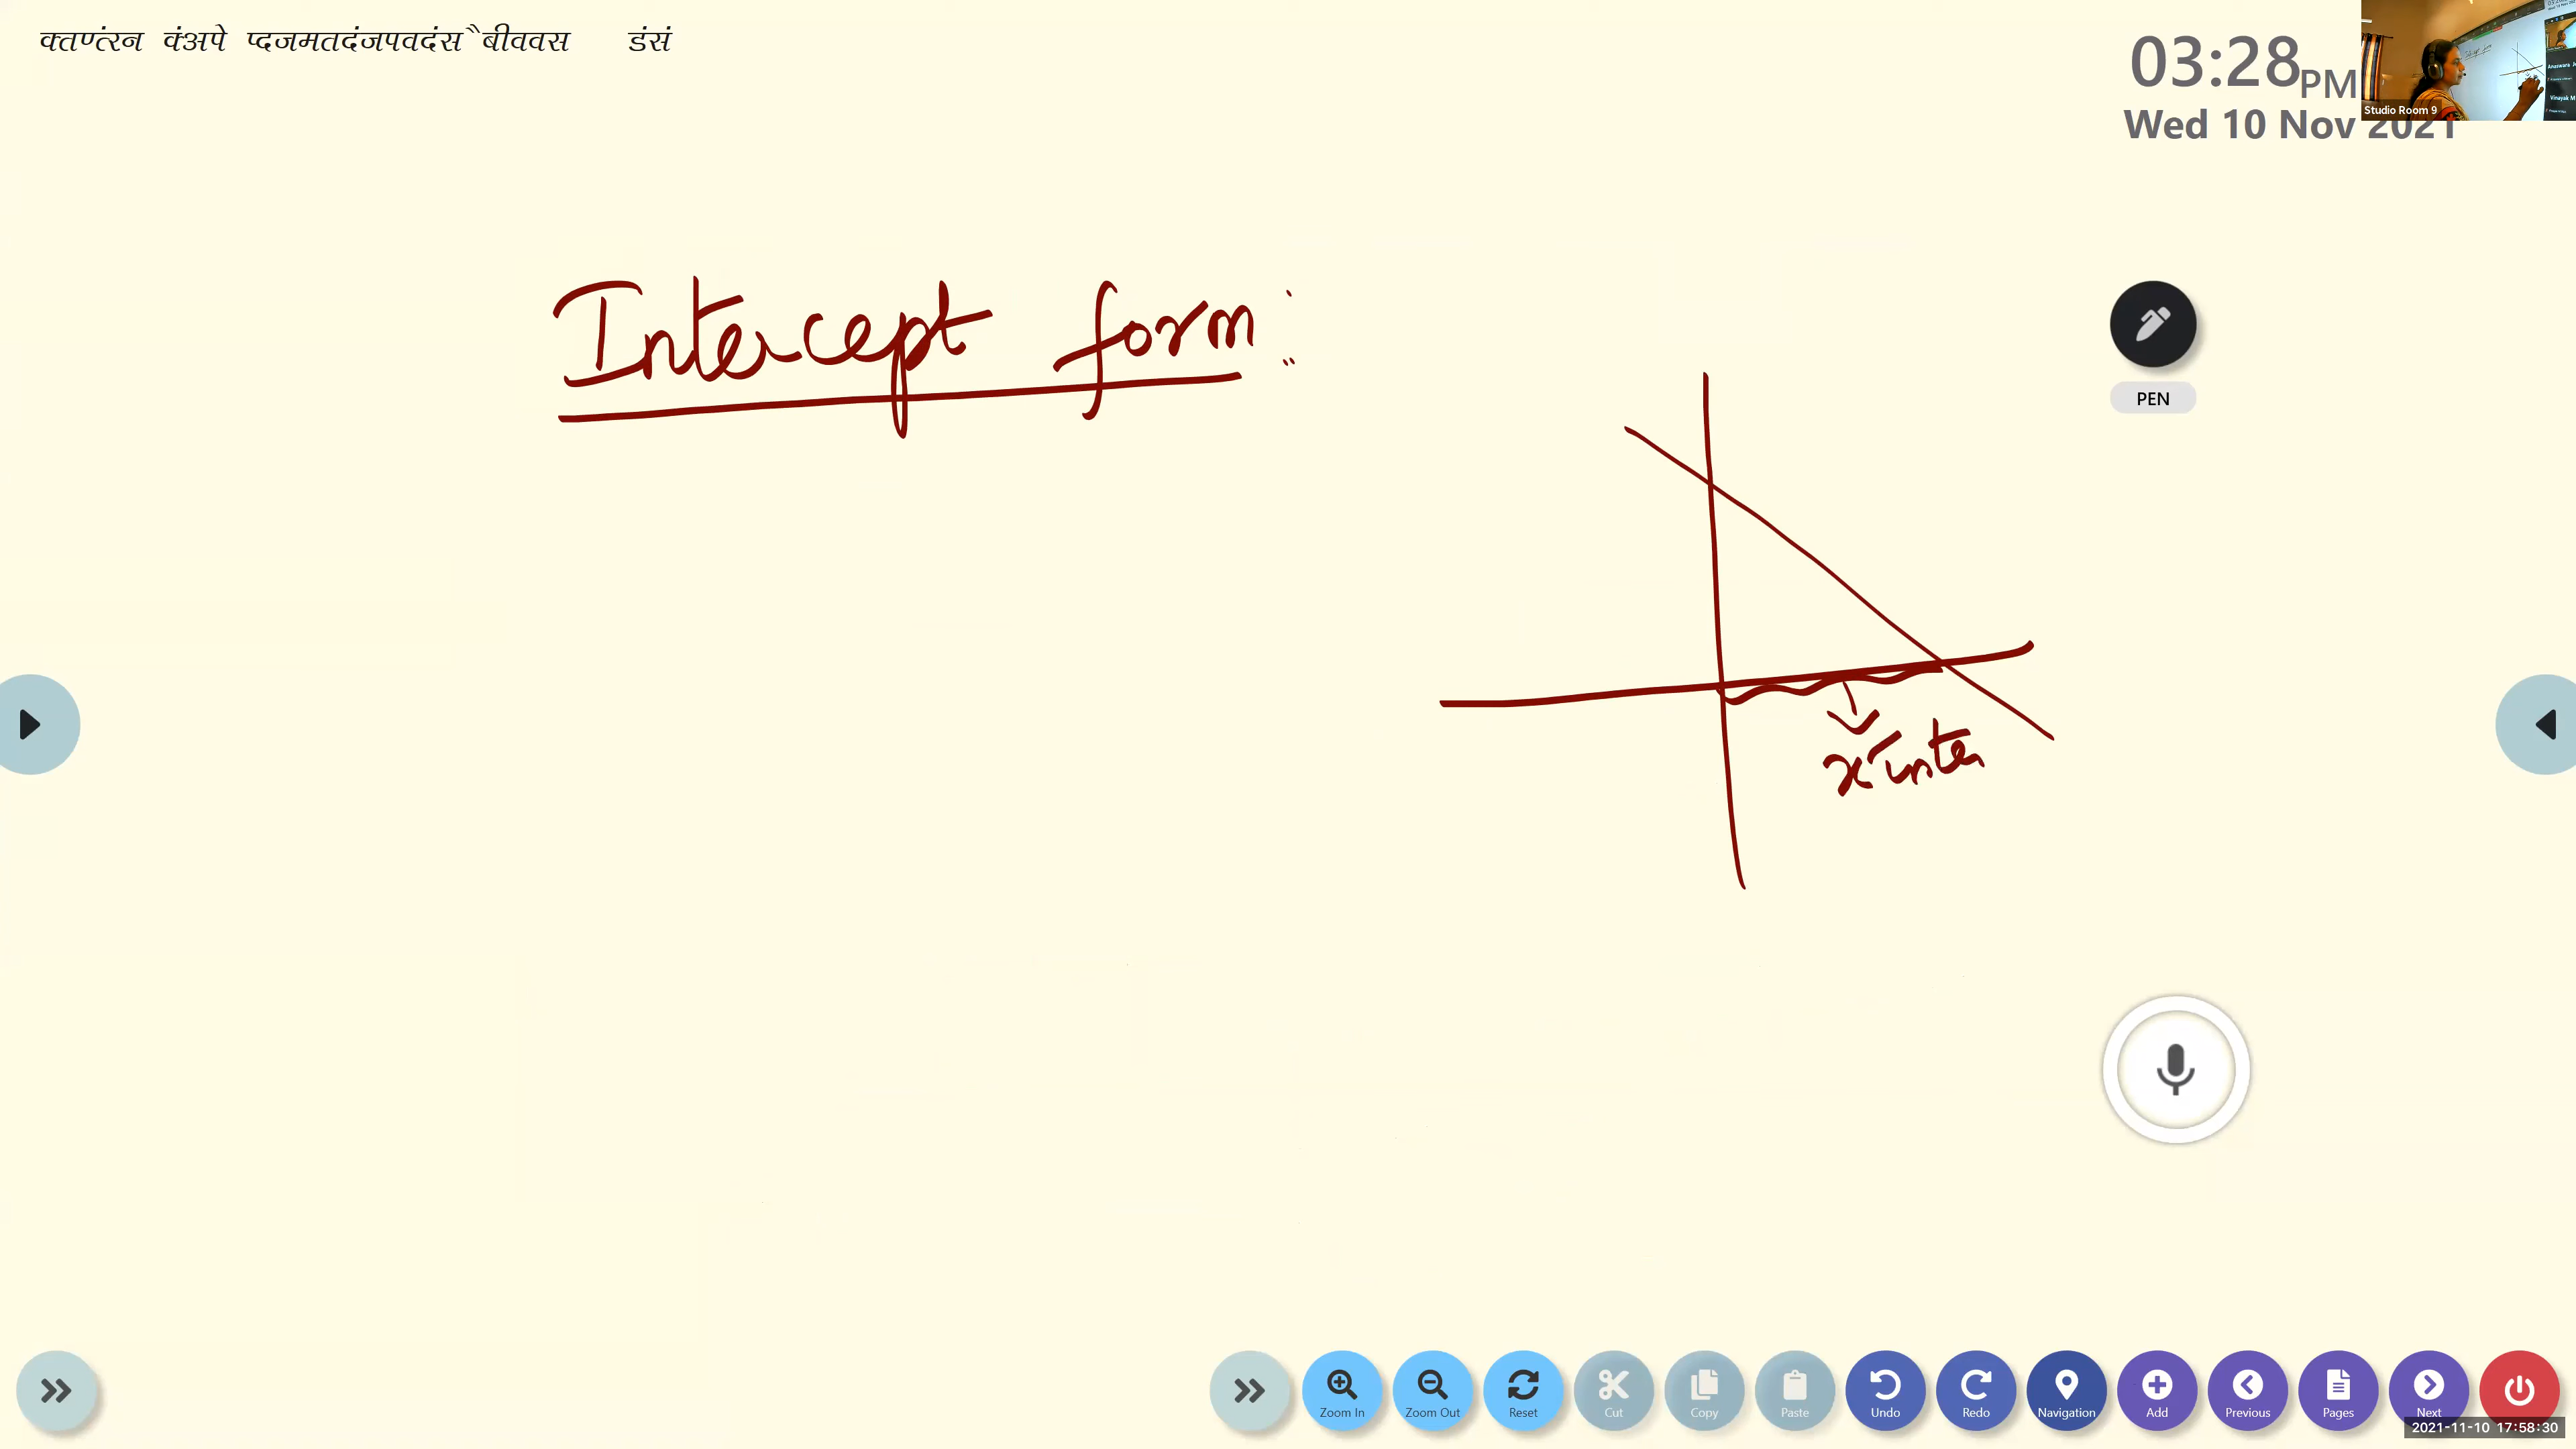 क्तण्तंरन कंअपे प्दजमतदंजपवदंस ैबीववस डंसं
03:28 PM
Wed 10 Nov 2021
Studio Room 9
Intercept form:
PEN
x inte
Zoom In
Zoom Out
Reset
Cut
Copy
Paste
Undo
Redo
Navigation
Add
Previous
Pages
Next
2021-11-10 17:58:30